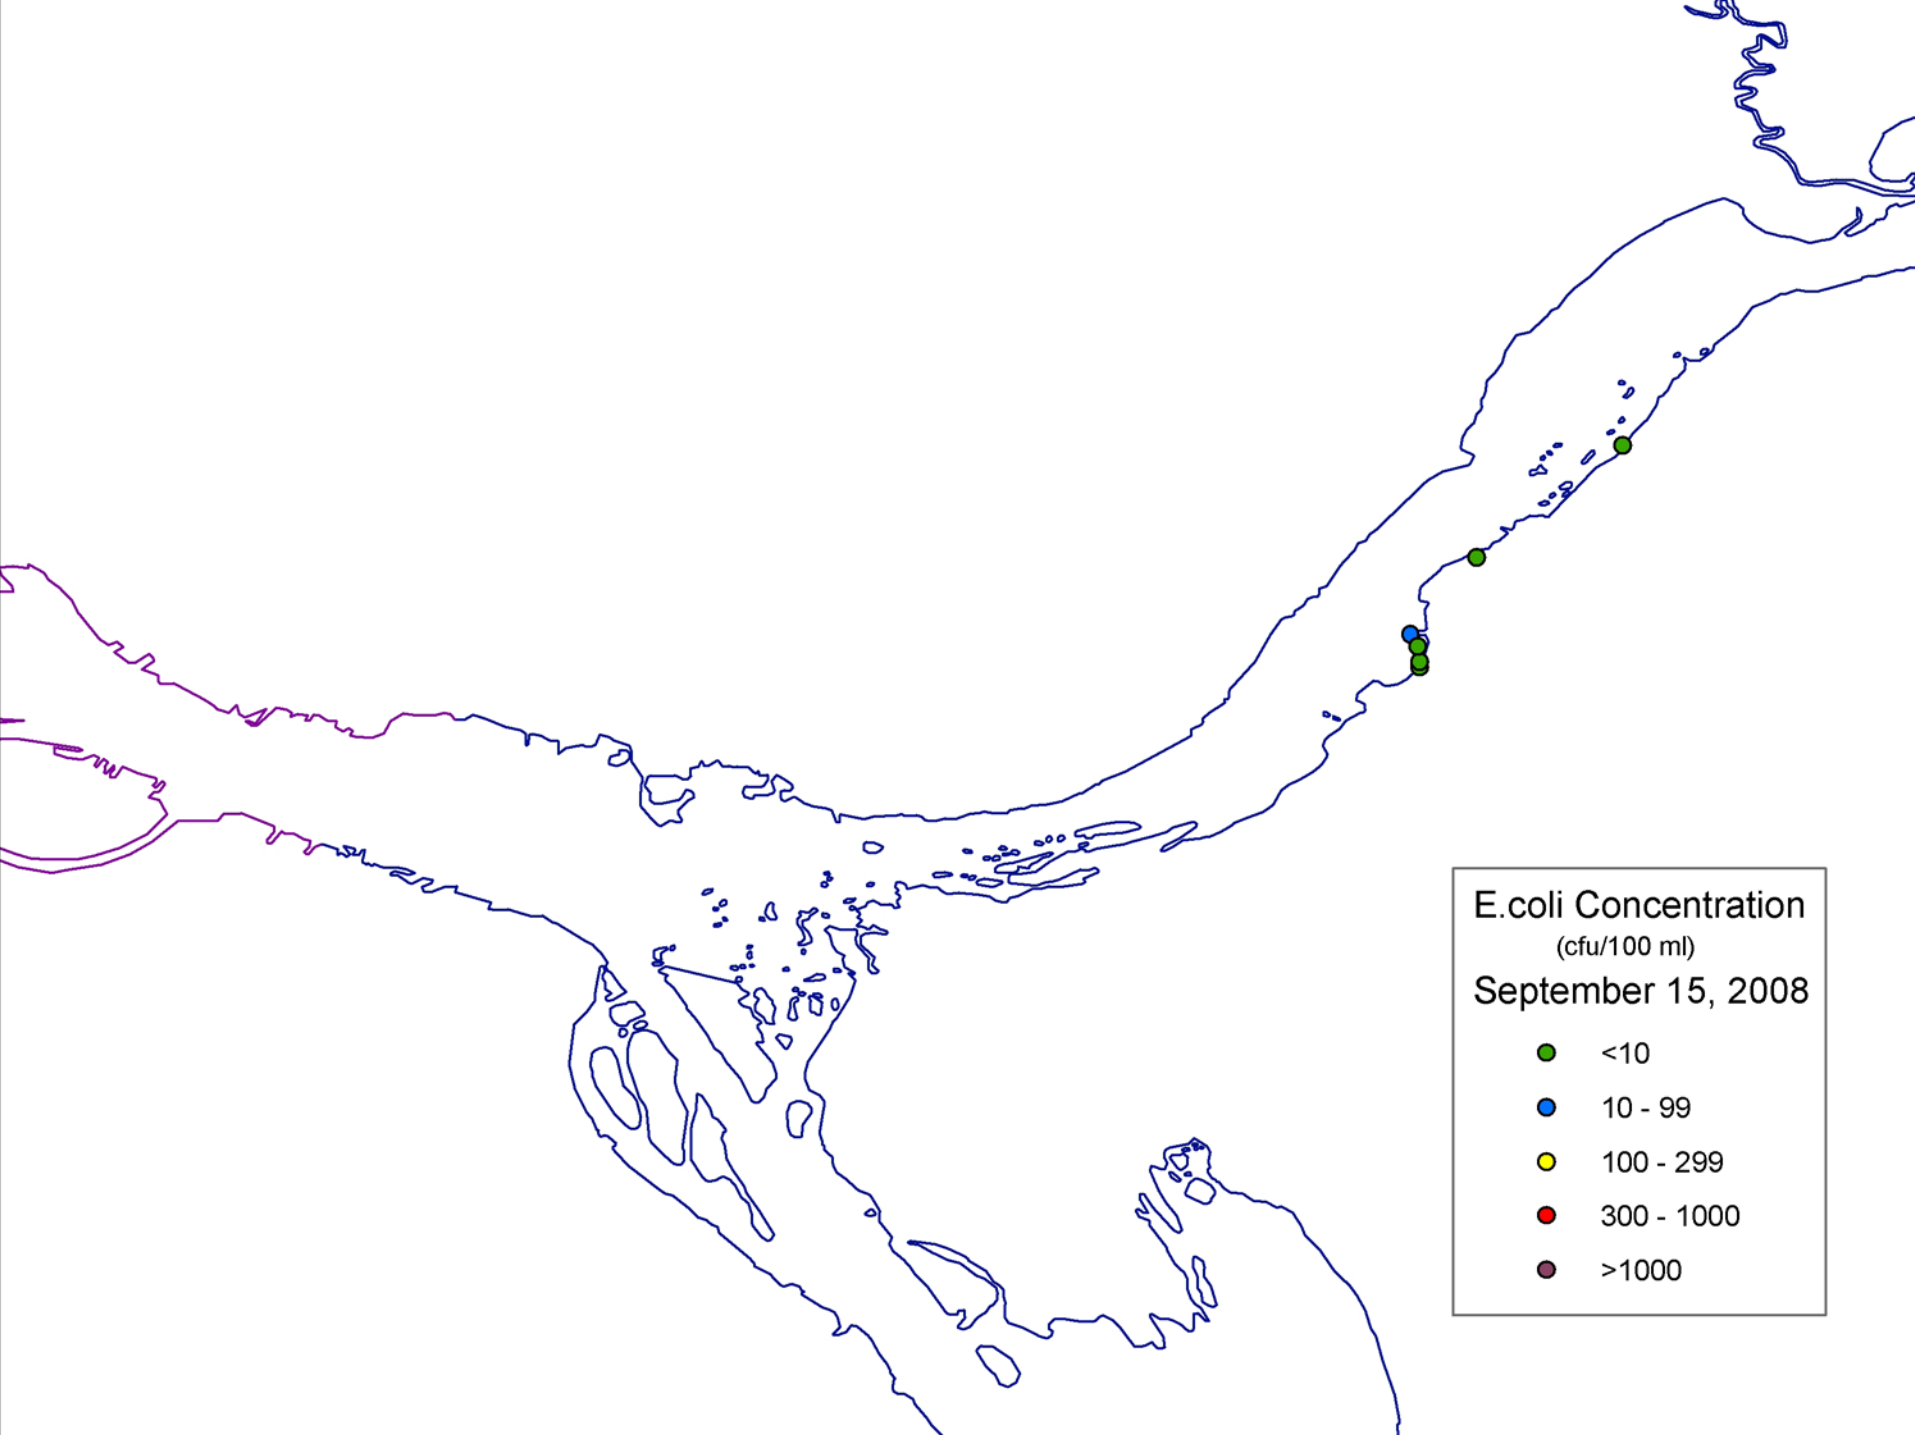 E.coli Concentration
(cfu/100 ml)
September 15, 2008
<10
10 - 99
100 - 299
300 - 1000
>1000